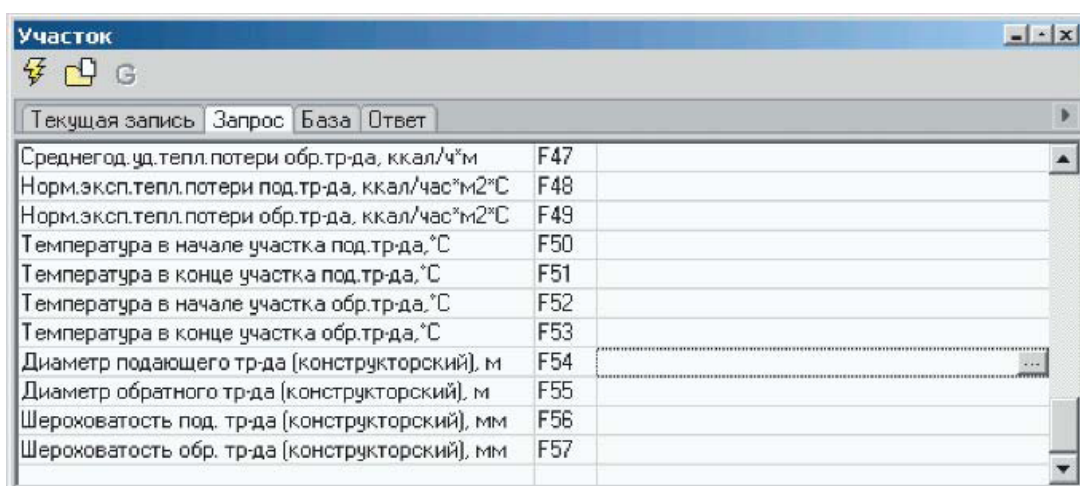 Участок
G
Текущая запись Запрос База Ответ
Среднегод.уд.тепл.потери обр.тр-да, ккал/ч*м F47
Норм.эксп.тепл.потери под.тр-да, ккал/час*м2*С F48
Норм.эксп.тепл.потери обр.тр-да, ккал/час*м2*С F49
Температура в начале участка под.тр-да,°С F50
Температура в конце участка под.тр-да,°С F51
Температура в начале участка обр.тр-да,°С F52
Температура в конце участка обр.тр-да,°С F53
Диаметр подающего тр-да (конструкторский), м F54 ...
Диаметр обратного тр-да (конструкторский), м F55
Шероховатость под. тр-да (конструкторский), мм F56
Шероховатость обр. тр-да (конструкторский), мм F57